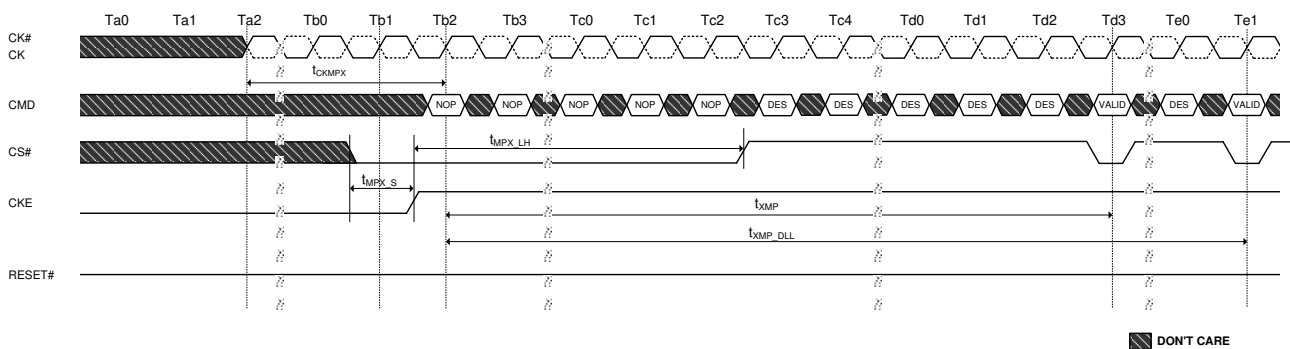 Ta0 Ta1 Ta2 Tb0 Tb1 Tb2 Tb3 Tc0 Tc1 Tc2 Tc3 Tc4 Td0 Td1 Td2 Td3 Te0 Te1
CK#
CK
tCKMPX
CMD NOP NOP NOP NOP NOP DES DES DES DES DES VALID DES VALID
CS#
tMPX_LH
tMPX_S
CKE
tXMP
tXMP_DLL
RESET#
DON'T CARE